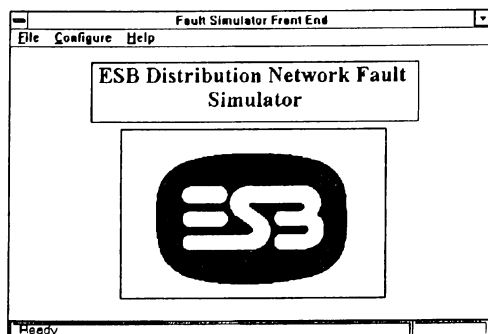 Fault Simulator Front End
File Configure Help
ESB Distribution Network Fault
Simulator
ESB
Ready